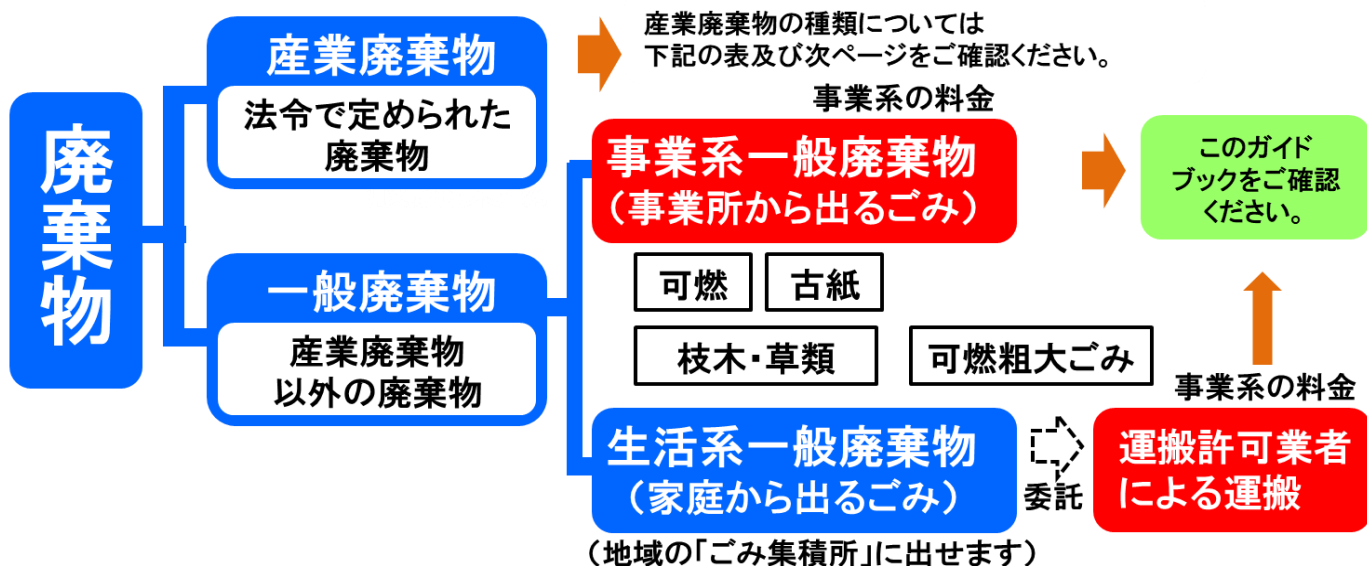 廃棄物
産業廃棄物
法令で定められた
廃棄物
産業廃棄物の種類については
下記の表及び次ページをご確認ください。
一般廃棄物
産業廃棄物
以外の廃棄物
事業系の料金
事業系一般廃棄物
（事業所から出るごみ）
このガイド
ブックをご確認
ください。
可燃
古紙
枝木・草類
可燃粗大ごみ
生活系一般廃棄物
（家庭から出るごみ）
（地域の「ごみ集積所」に出せます）
委託
事業系の料金
運搬許可業者
による運搬